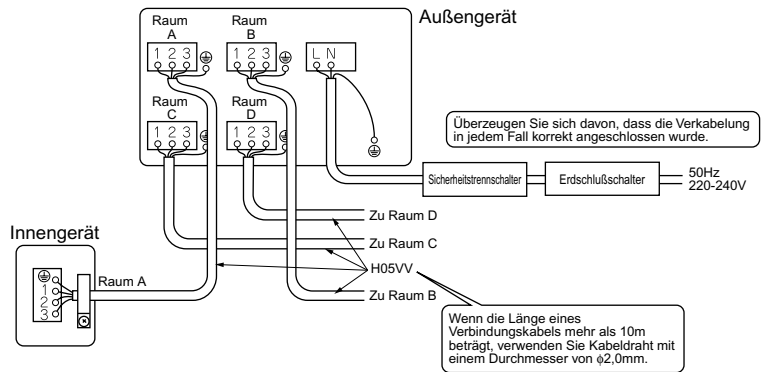 Außengerät
Raum
A
1 2 3
Raum
B
1 2 3
L N
Raum
C
1 2 3
Raum
D
1 2 3
Überzeugen Sie sich davon, dass die Verkabelung
in jedem Fall korrekt angeschlossen wurde.
Sicherheitstrennschalter
Erdschlußschalter
50Hz
220-240V
Zu Raum D
Zu Raum C
H05VV
Zu Raum B
Innengerät
Raum A
1
2
3
Wenn die Länge eines
Verbindungskabels mehr als 10m
beträgt, verwenden Sie Kabeldraht mit
einem Durchmesser von ϕ2,0mm.